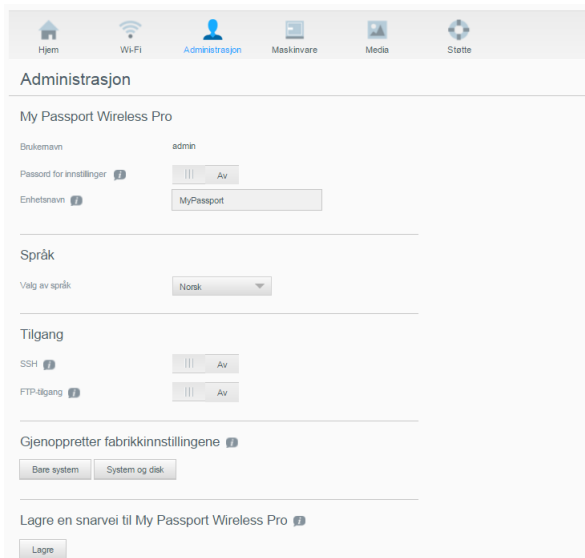 Hjem Wi-Fi Administrasjon Maskinvare Media Støtte
Administrasjon
My Passport Wireless Pro
Brukernavn admin
Passord for innstillinger i Av
Enhetsnavn i MyPassport
Språk
Valg av språk Norsk
Tilgang
SSH i Av
FTP-tilgang i Av
Gjenoppretter fabrikkinnstillingene i
Bare system System og disk
Lagre en snarvei til My Passport Wireless Pro i
Lagre